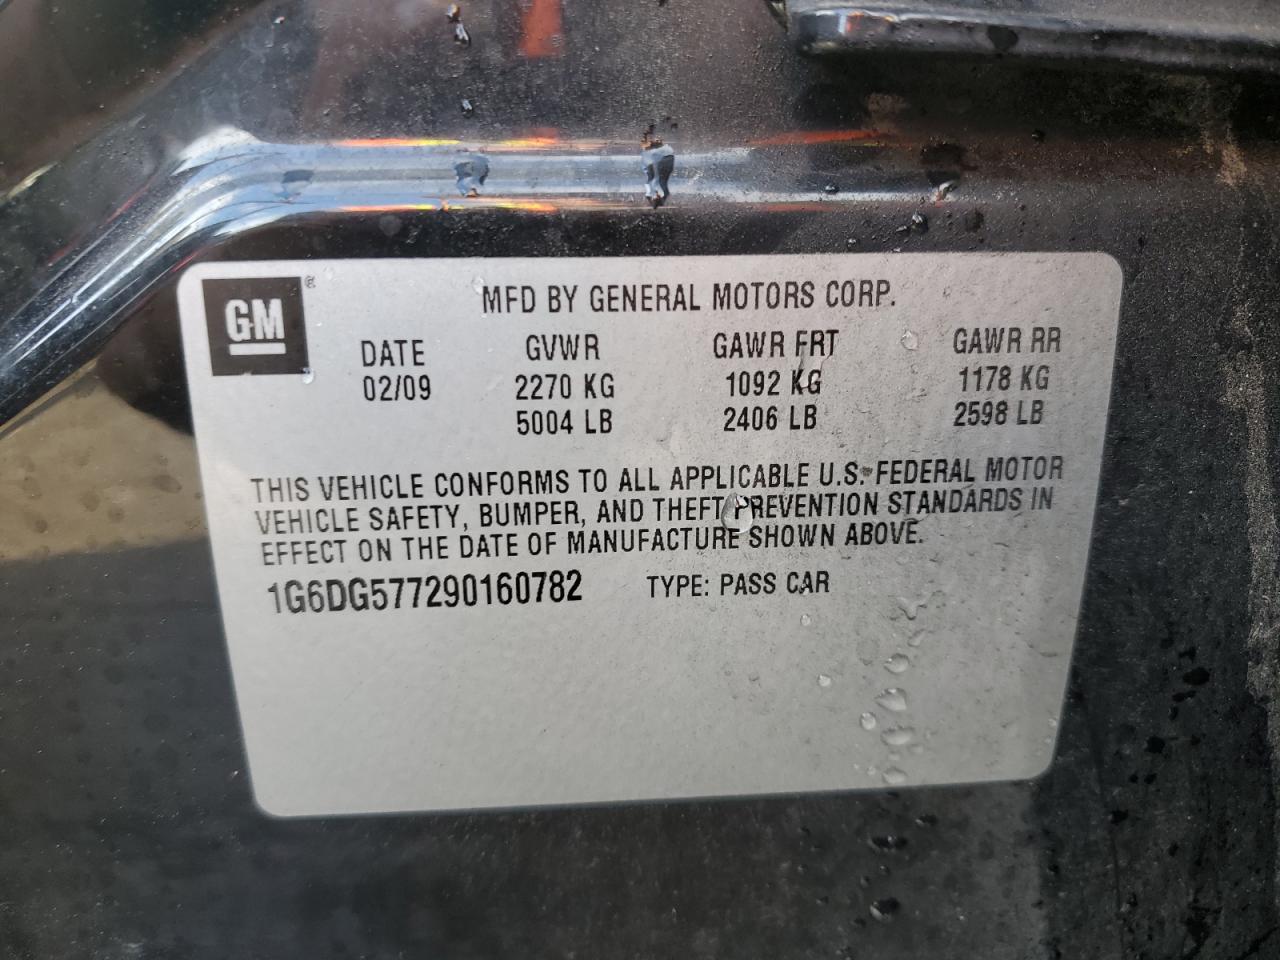 GM ®
MFD BY GENERAL MOTORS CORP.
DATE GVWR GAWR FRT GAWR RR
02/09 2270 KG 1092 KG 1178 KG
5004 LB 2406 LB 2598 LB
THIS VEHICLE CONFORMS TO ALL APPLICABLE U.S. FEDERAL MOTOR
VEHICLE SAFETY, BUMPER, AND THEFT PREVENTION STANDARDS IN
EFFECT ON THE DATE OF MANUFACTURE SHOWN ABOVE.
1G6DG577290160782 TYPE: PASS CAR